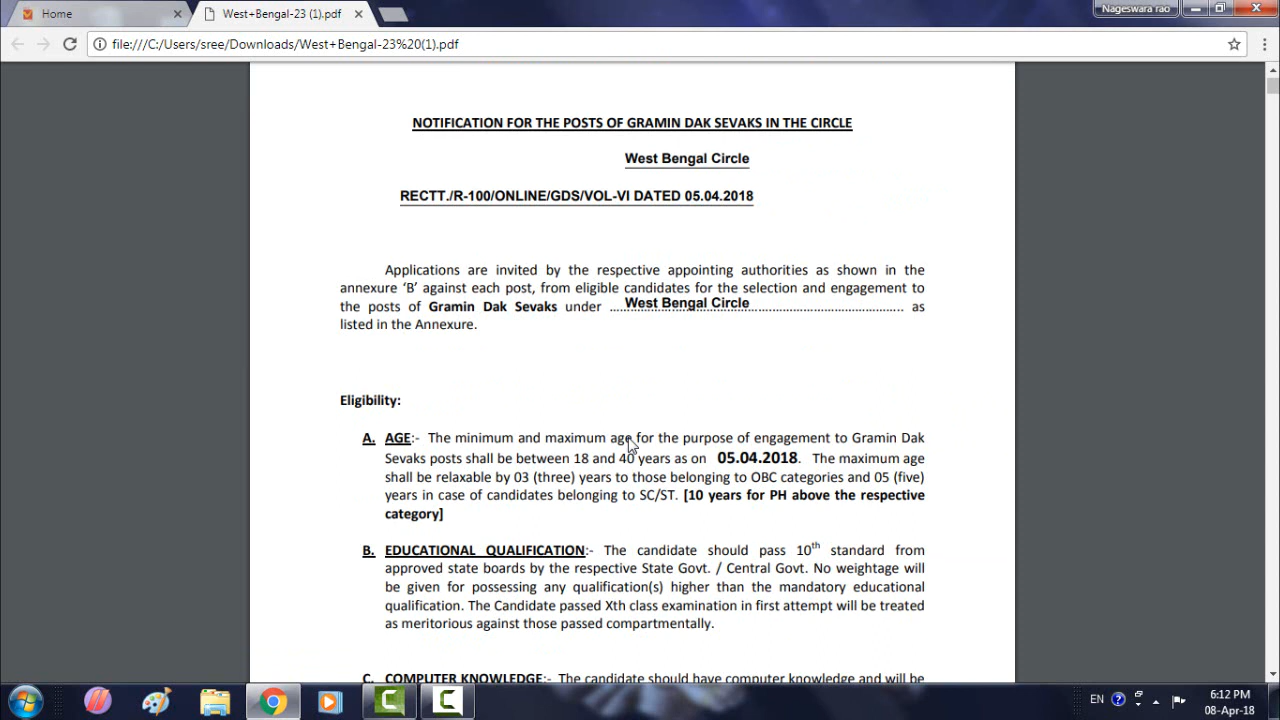 Home
West+Bengal-23 (1).pdf
Nageswara rao
file:///C:/Users/sree/Downloads/West+Bengal-23%20(1).pdf
NOTIFICATION FOR THE POSTS OF GRAMIN DAK SEVAKS IN THE CIRCLE
West Bengal Circle
RECTT./R-100/ONLINE/GDS/VOL-VI DATED 05.04.2018
Applications are invited by the respective appointing authorities as shown in the
annexure ‘B’ against each post, from eligible candidates for the selection and engagement to
the posts of Gramin Dak Sevaks under West Bengal Circle as
listed in the Annexure.
Eligibility:
A. AGE:- The minimum and maximum age for the purpose of engagement to Gramin Dak
Sevaks posts shall be between 18 and 40 years as on 05.04.2018. The maximum age
shall be relaxable by 03 (three) years to those belonging to OBC categories and 05 (five)
years in case of candidates belonging to SC/ST. [10 years for PH above the respective
category]
B. EDUCATIONAL QUALIFICATION:- The candidate should pass 10th standard from
approved state boards by the respective State Govt. / Central Govt. No weightage will
be given for possessing any qualification(s) higher than the mandatory educational
qualification. The Candidate passed Xth class examination in first attempt will be treated
as meritorious against those passed compartmentally.
C. COMPUTER KNOWLEDGE:- The candidate should have computer knowledge and will be
EN
6:12 PM
08-Apr-18